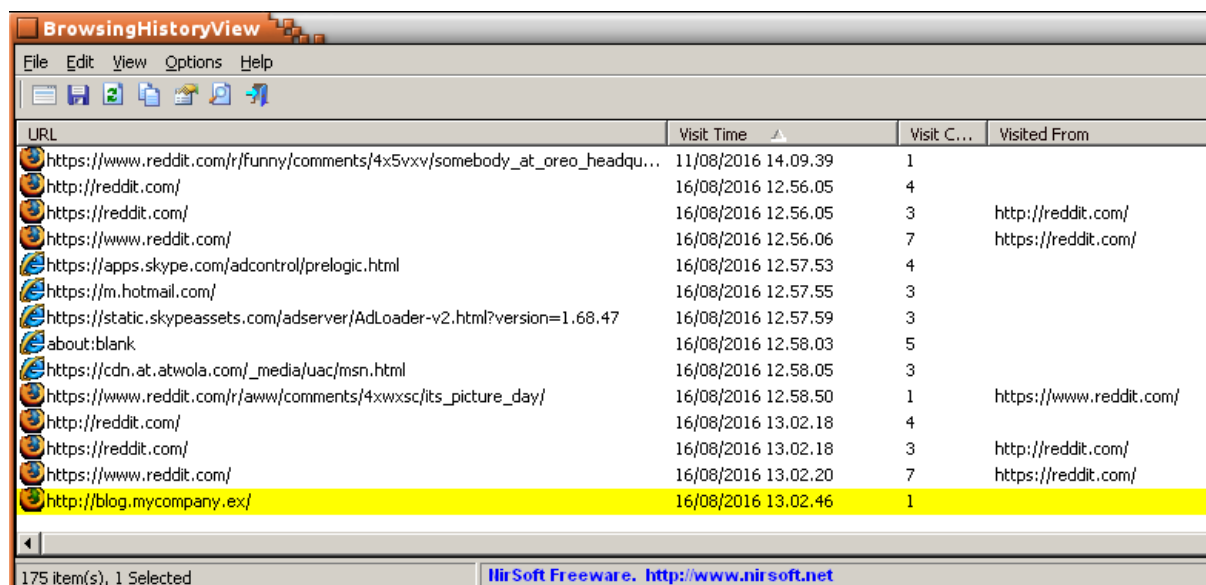 BrowsingHistoryView
File Edit View Options Help
URL Visit Time Visit C... Visited From
https://www.reddit.com/r/funny/comments/4x5vxv/somebody_at_oreo_headqu... 11/08/2016 14.09.39 1
http://reddit.com/ 16/08/2016 12.56.05 4
https://reddit.com/ 16/08/2016 12.56.05 3 http://reddit.com/
https://www.reddit.com/ 16/08/2016 12.56.06 7 https://reddit.com/
https://apps.skype.com/adcontrol/prelogic.html 16/08/2016 12.57.53 4
https://m.hotmail.com/ 16/08/2016 12.57.55 3
https://static.skypeassets.com/adserver/AdLoader-v2.html?version=1.68.47 16/08/2016 12.57.59 3
about:blank 16/08/2016 12.58.03 5
https://cdn.at.atwola.com/_media/uac/msn.html 16/08/2016 12.58.05 3
https://www.reddit.com/r/aww/comments/4xwxsc/its_picture_day/ 16/08/2016 12.58.50 1 https://www.reddit.com/
http://reddit.com/ 16/08/2016 13.02.18 4
https://reddit.com/ 16/08/2016 13.02.18 3 http://reddit.com/
https://www.reddit.com/ 16/08/2016 13.02.20 7 https://reddit.com/
http://blog.mycompany.ex/ 16/08/2016 13.02.46 1
175 item(s), 1 Selected NirSoft Freeware. http://www.nirsoft.net